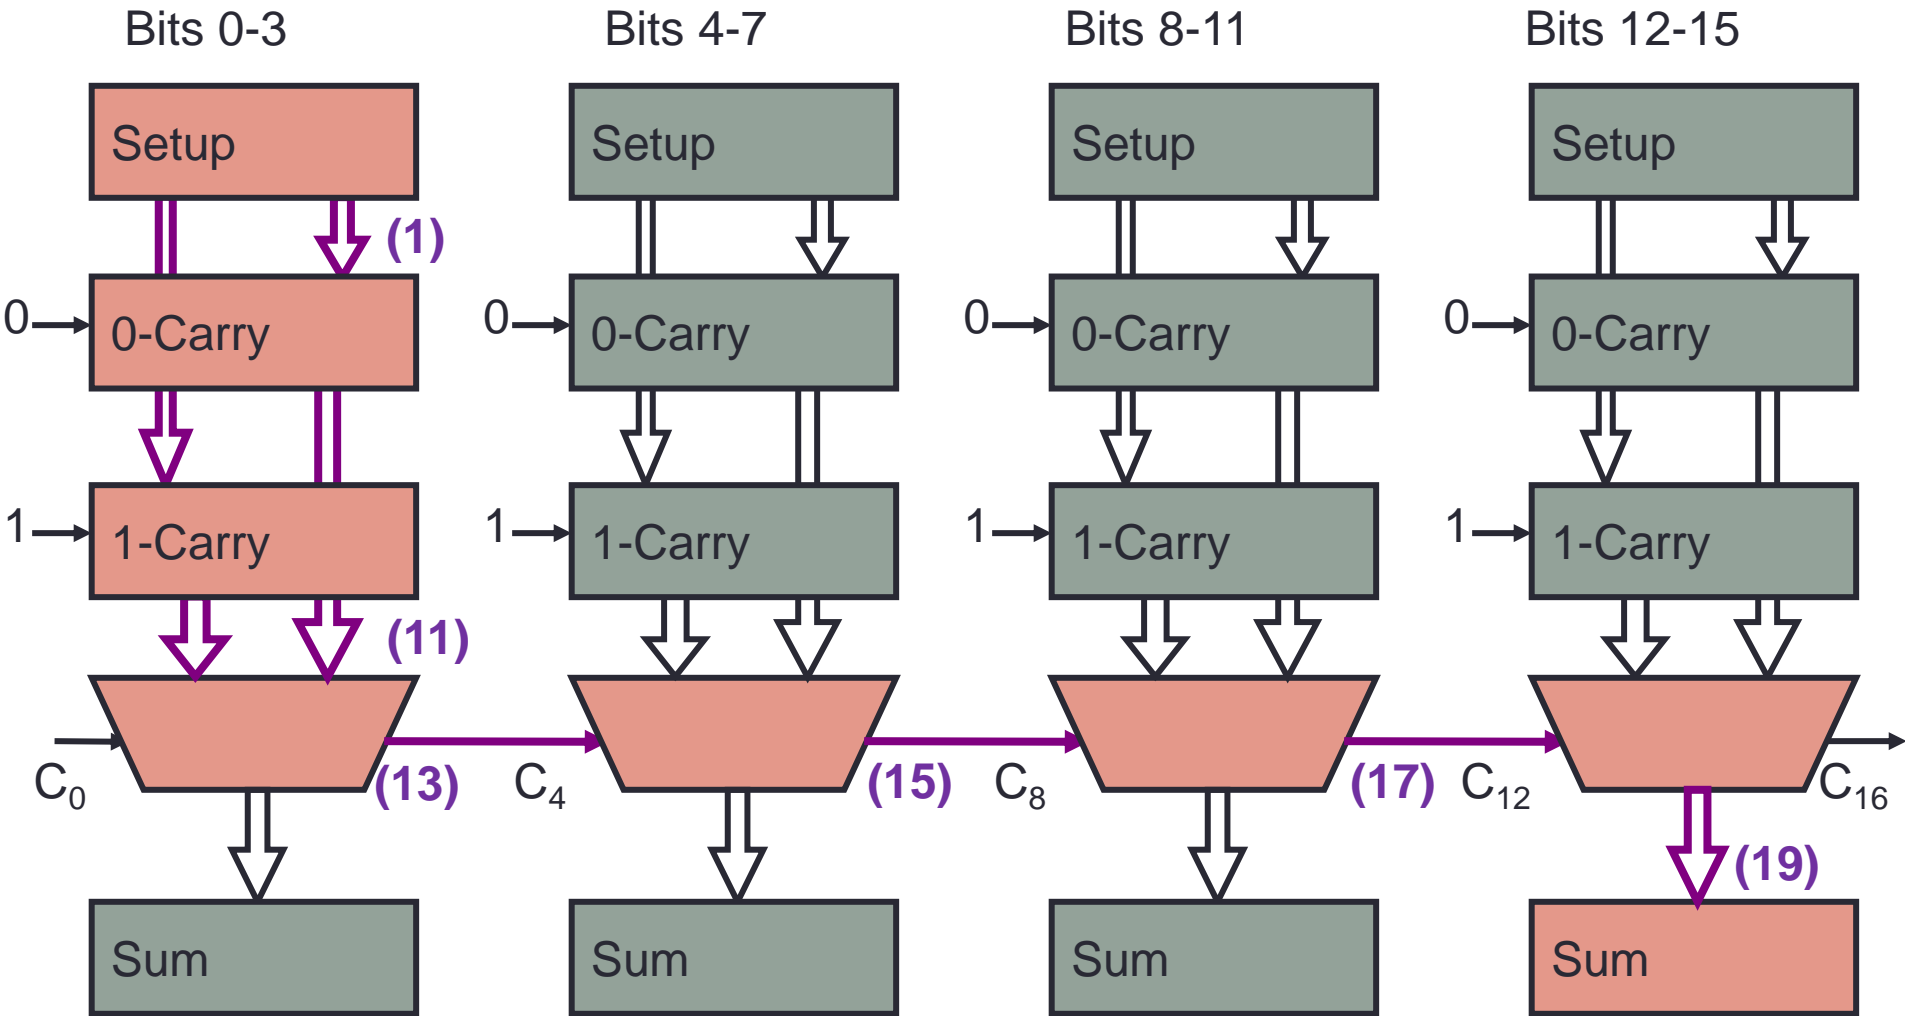 Bits 0-3 Bits 4-7 Bits 8-11 Bits 12-15
Setup Setup Setup Setup
(1)
0 0-Carry 0 0-Carry 0 0-Carry 0 0-Carry
1 1-Carry 1 1-Carry 1 1-Carry 1 1-Carry
(11)
C0 (13) C4 (15) C8 (17) C12 C16
(19)
Sum Sum Sum Sum